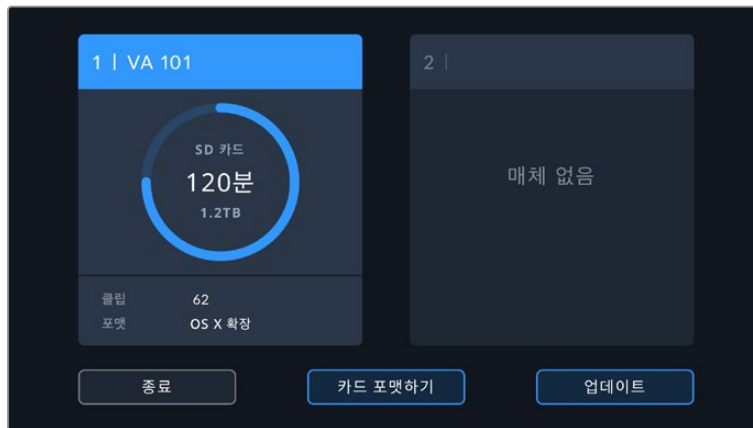 1 | VA 101
SD 카드
120분
1.2TB
클립 62
포맷 OS X 확장
2 |
매체 없음
종료
카드 포맷하기
업데이트